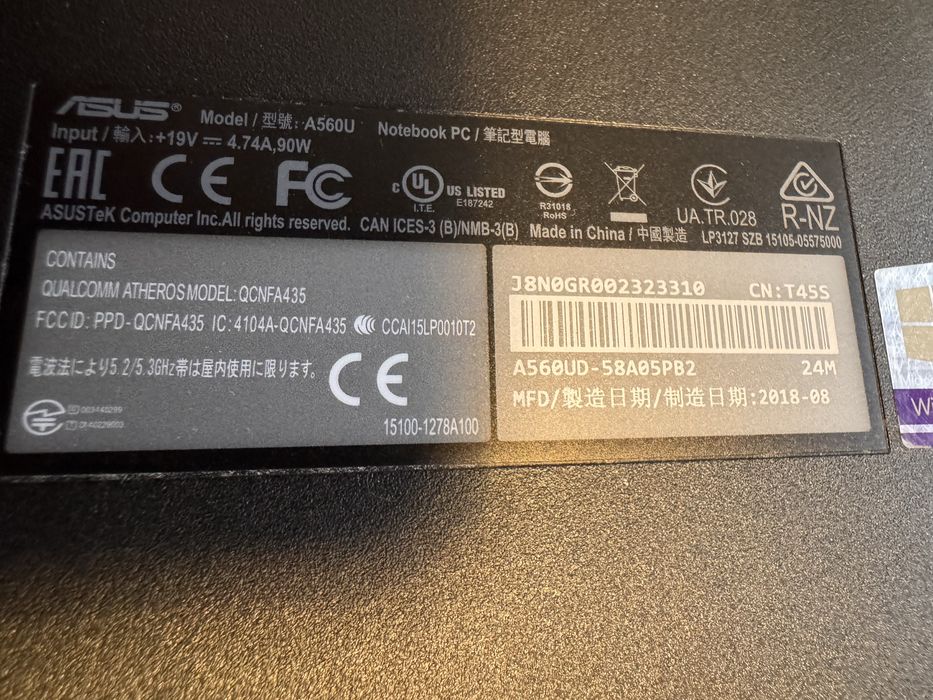 ASUS® Model / 型號: A560U Notebook PC / 筆記型電腦
Input / 輸入: +19V ⎓ 4.74A,90W
EAC CE FC c UL US LISTED
I.T.E. E187242
R31018
RoHS
UA.TR.028
R-NZ
ASUSTeK Computer Inc.All rights reserved. CAN ICES-3 (B)/NMB-3(B) Made in China / 中國製造 LP3127 SZB 15105-05575000
CONTAINS
QUALCOMM ATHEROS MODEL: QCNFA435
FCC ID: PPD-QCNFA435 IC: 4104A-QCNFA435 CCAI15LP0010T2
電波法により5.2/5.3GHz帯は屋内使用に限ります。 CE
R 003-140299
15100-1278A100
J8N0GR002323310 CN:T45S
A560UD-58A05PB2 24M
MFD/製造日期/制造日期:2018-08